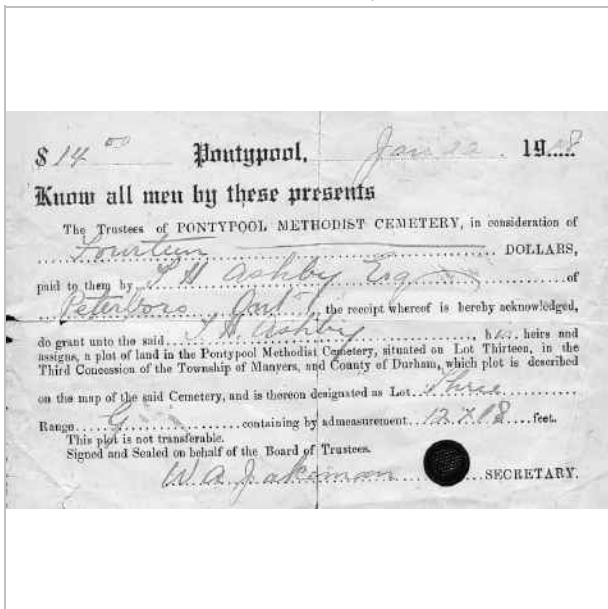 $ 14 00 Pontypool, Jan 22. 1918
Know all men by these presents
The Trustees of PONTYPOOL METHODIST CEMETERY, in consideration of
Fourteen DOLLARS,
paid to them by T H Ashby Esq of
Peterboro Ont the receipt whereof is hereby acknowledged,
do grant unto the said T. H. Ashby, his heirs and
assigns, a plot of land in the Pontypool Methodist Cemetery, situated on Lot Thirteen, in the
Third Concession of the Township of Manvers, and County of Durham, which plot is described
on the map of the said Cemetery, and is thereon designated as Lot Three
Range G containing by admeasurement 12 X 18 feet.
This plot is not transferable.
Signed and Sealed on behalf of the Board of Trustees.
W. A. Jakeman SECRETARY.